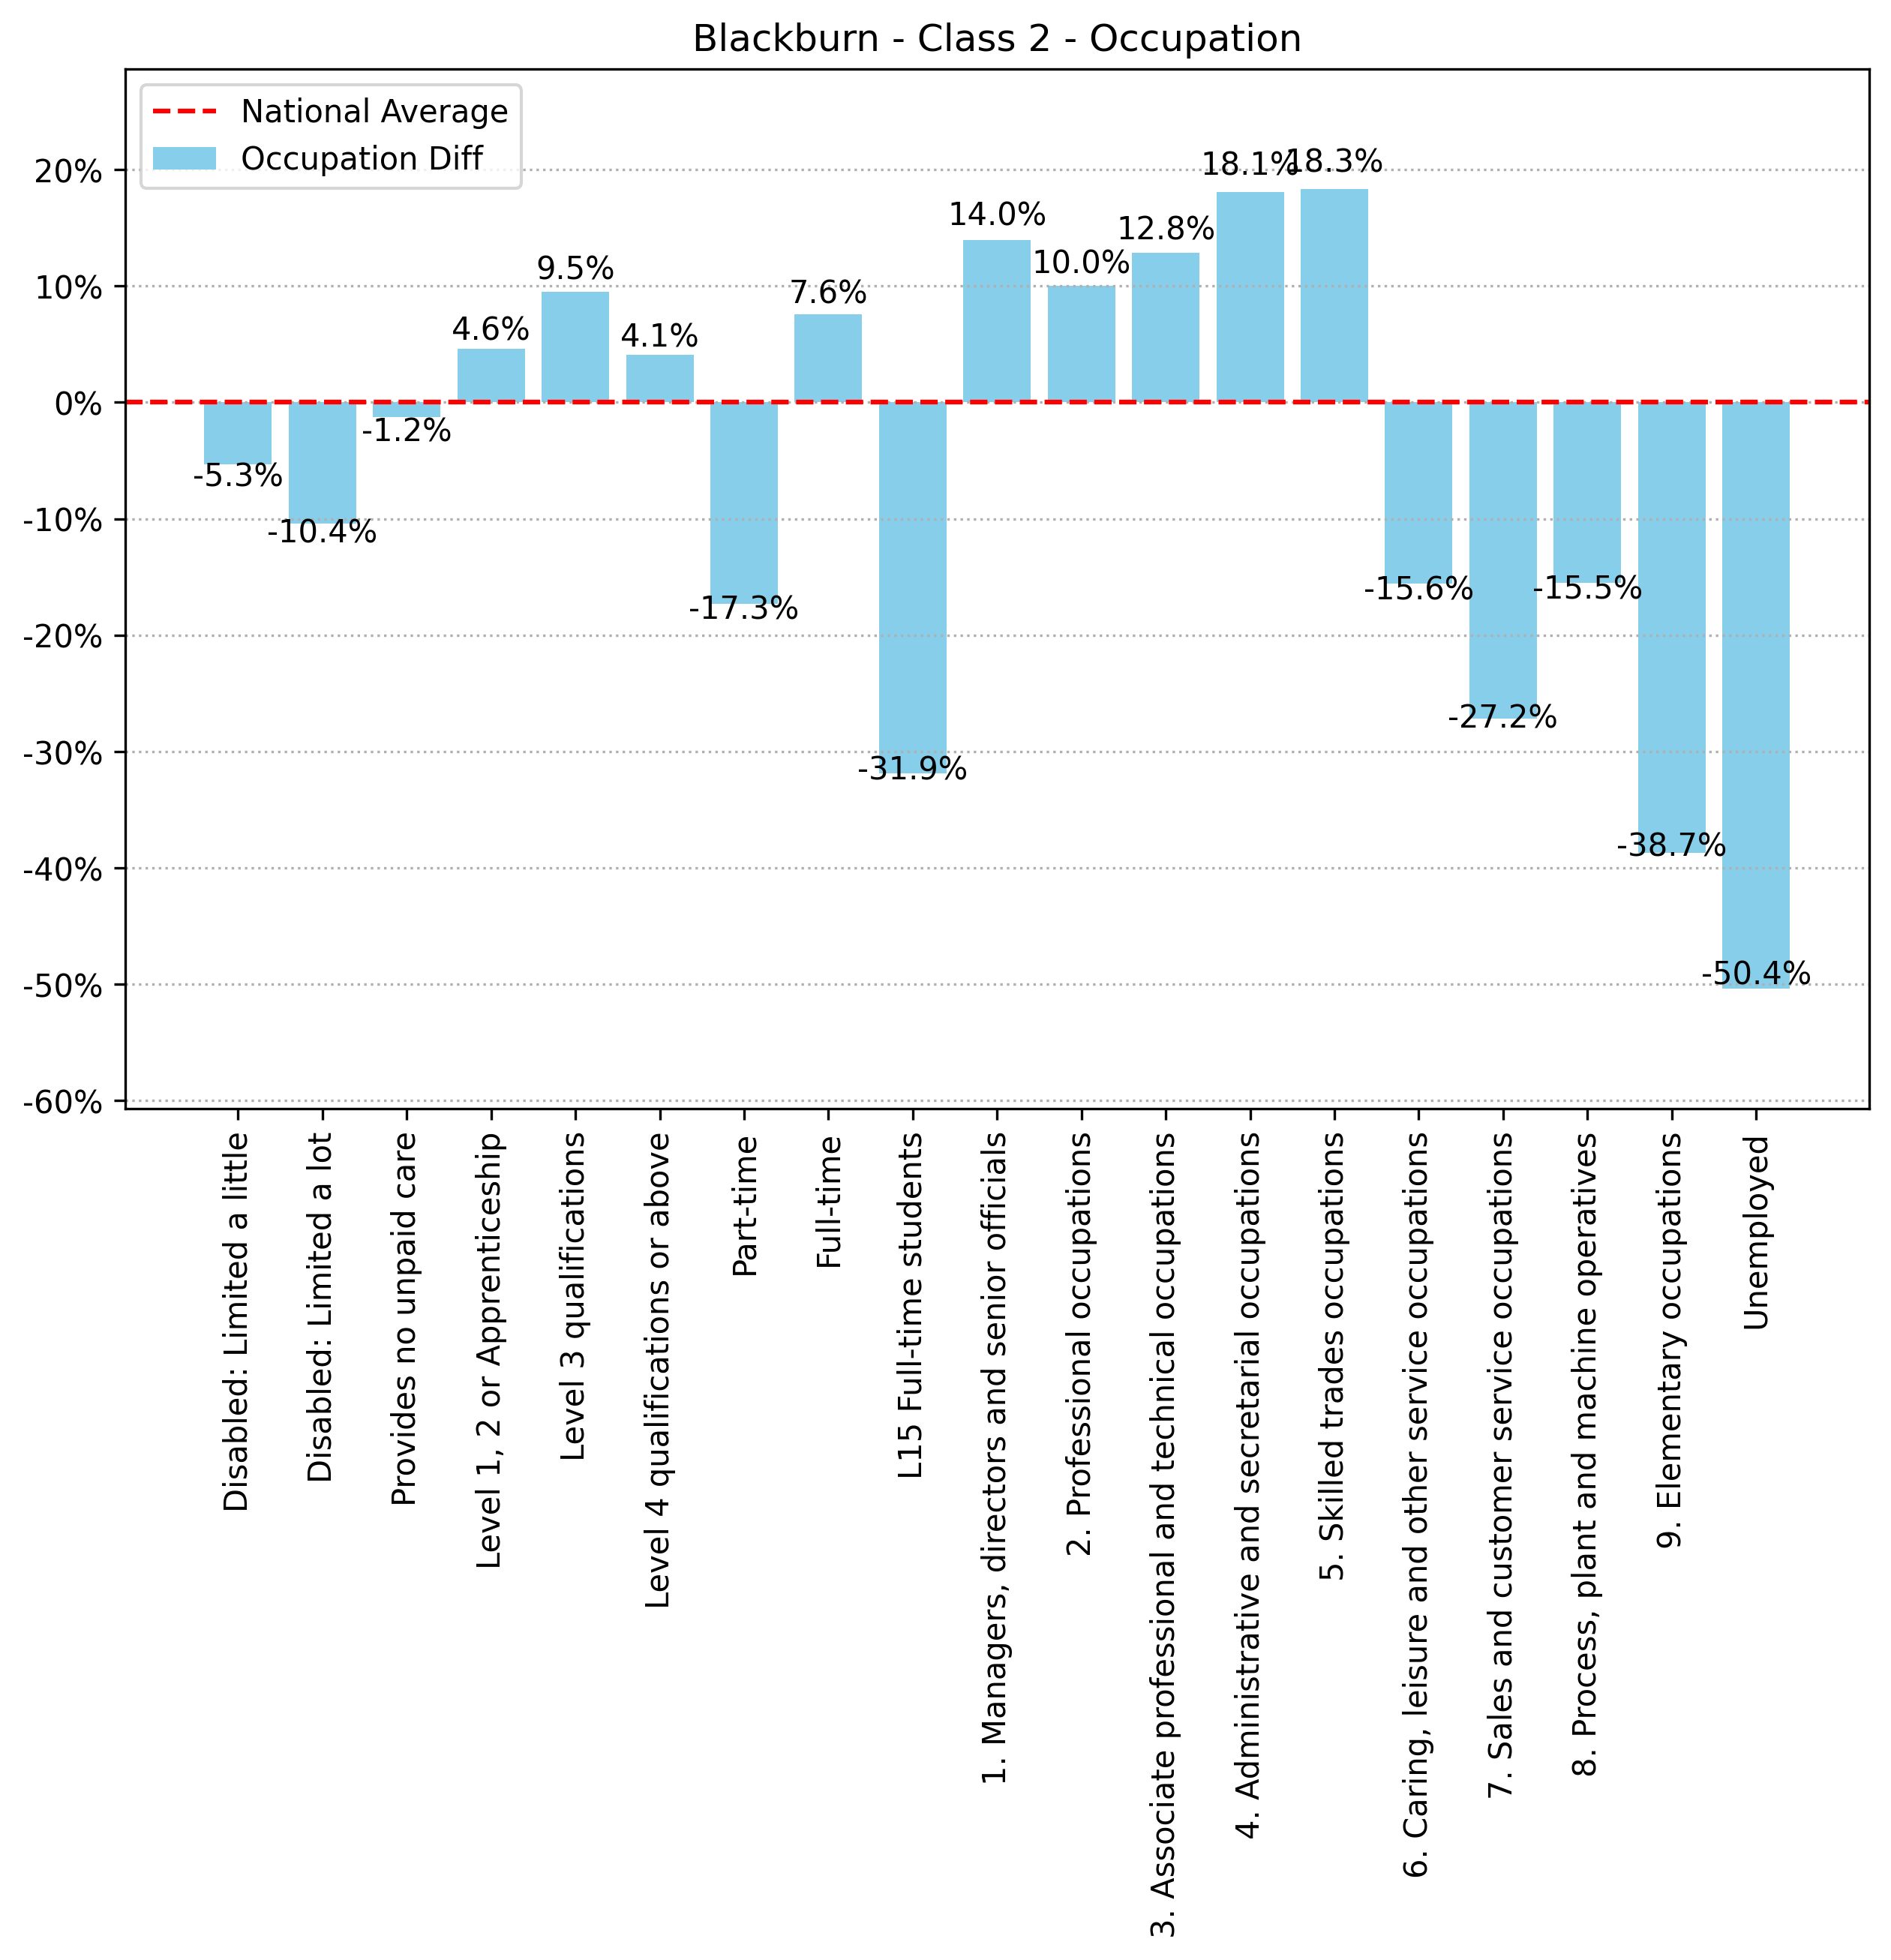 Blackburn - Class 2 - Occupation
National Average
Occupation Diff
20%
10%
0%
-10%
-20%
-30%
-40%
-50%
-60%
-5.3%
-10.4%
-1.2%
4.6%
9.5%
4.1%
-17.3%
7.6%
-31.9%
14.0%
10.0%
12.8%
18.1%
18.3%
-15.6%
-27.2%
-15.5%
-38.7%
-50.4%
Disabled: Limited a little
Disabled: Limited a lot
Provides no unpaid care
Level 1, 2 or Apprenticeship
Level 3 qualifications
Level 4 qualifications or above
Part-time
Full-time
L15 Full-time students
1. Managers, directors and senior officials
2. Professional occupations
3. Associate professional and technical occupations
4. Administrative and secretarial occupations
5. Skilled trades occupations
6. Caring, leisure and other service occupations
7. Sales and customer service occupations
8. Process, plant and machine operatives
9. Elementary occupations
Unemployed